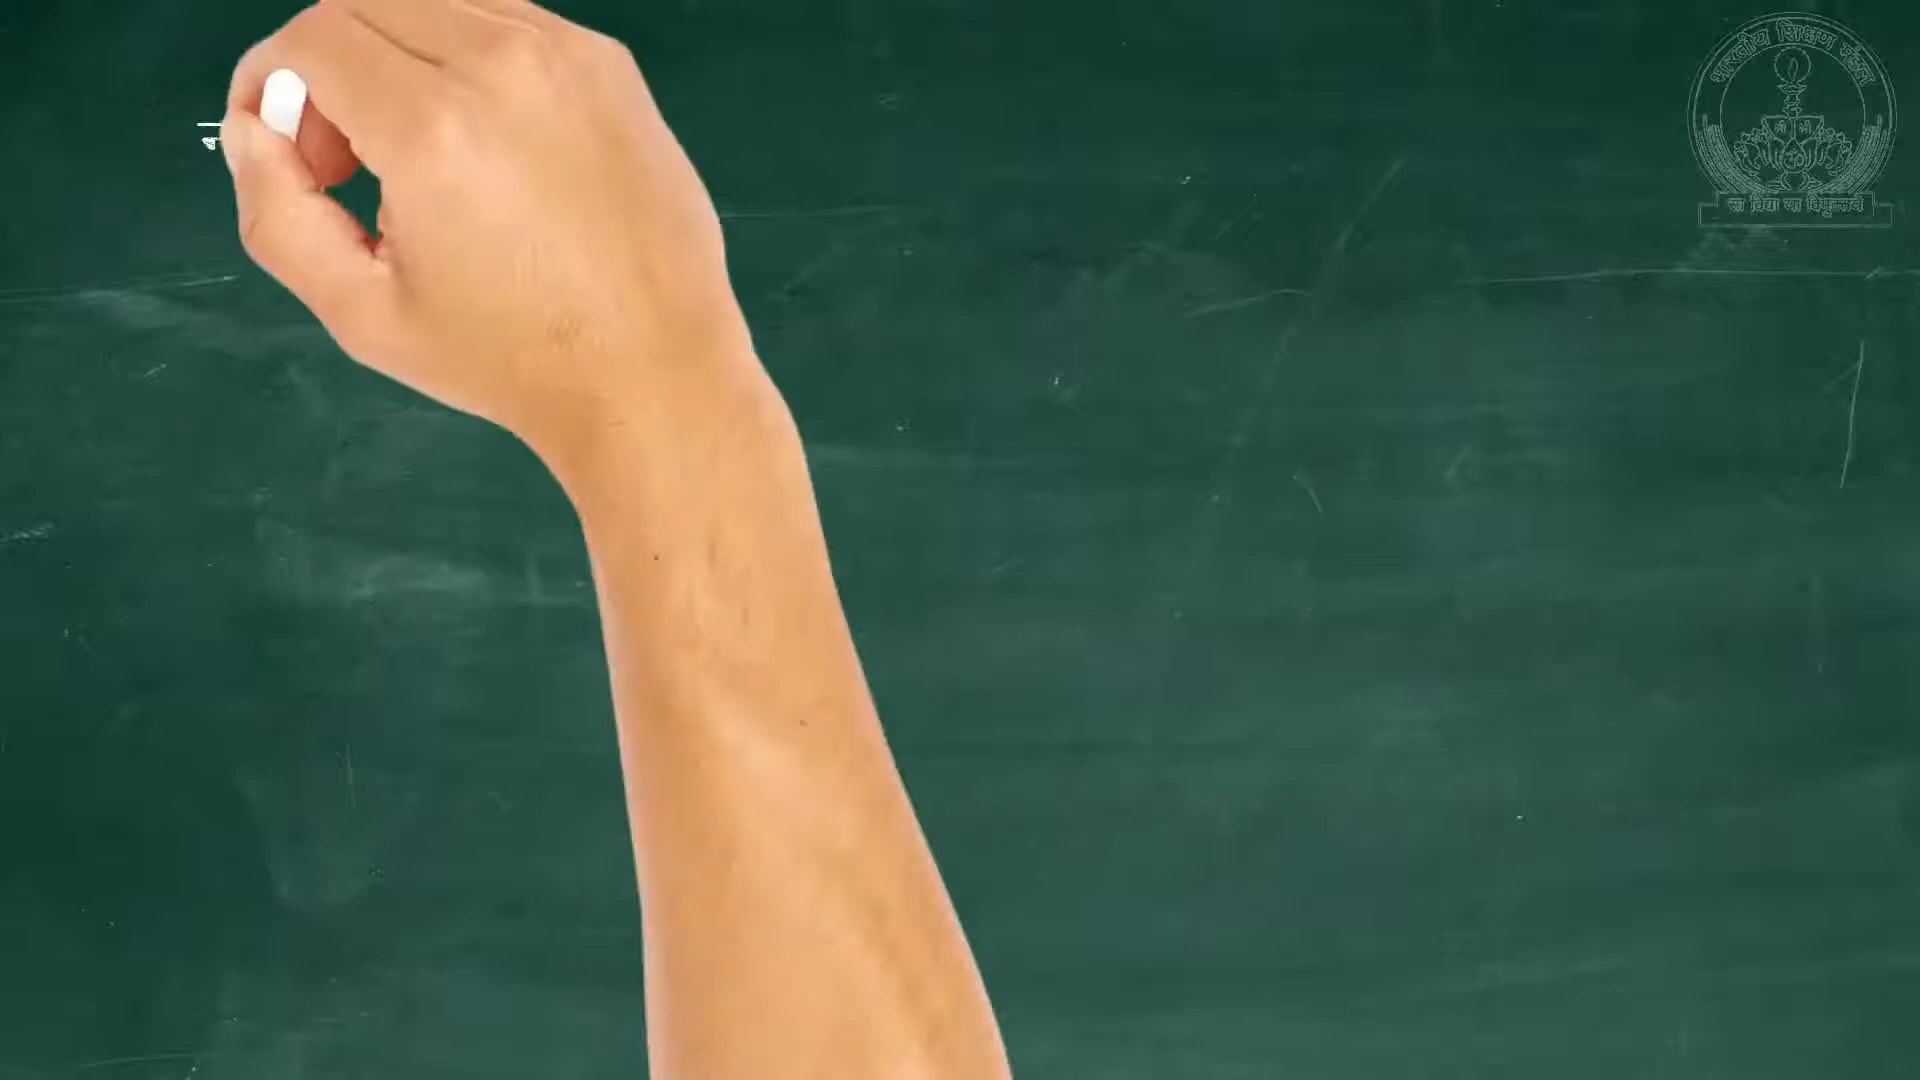 भारतीय शिक्षण मंडल
सा विद्या या विमुक्तये